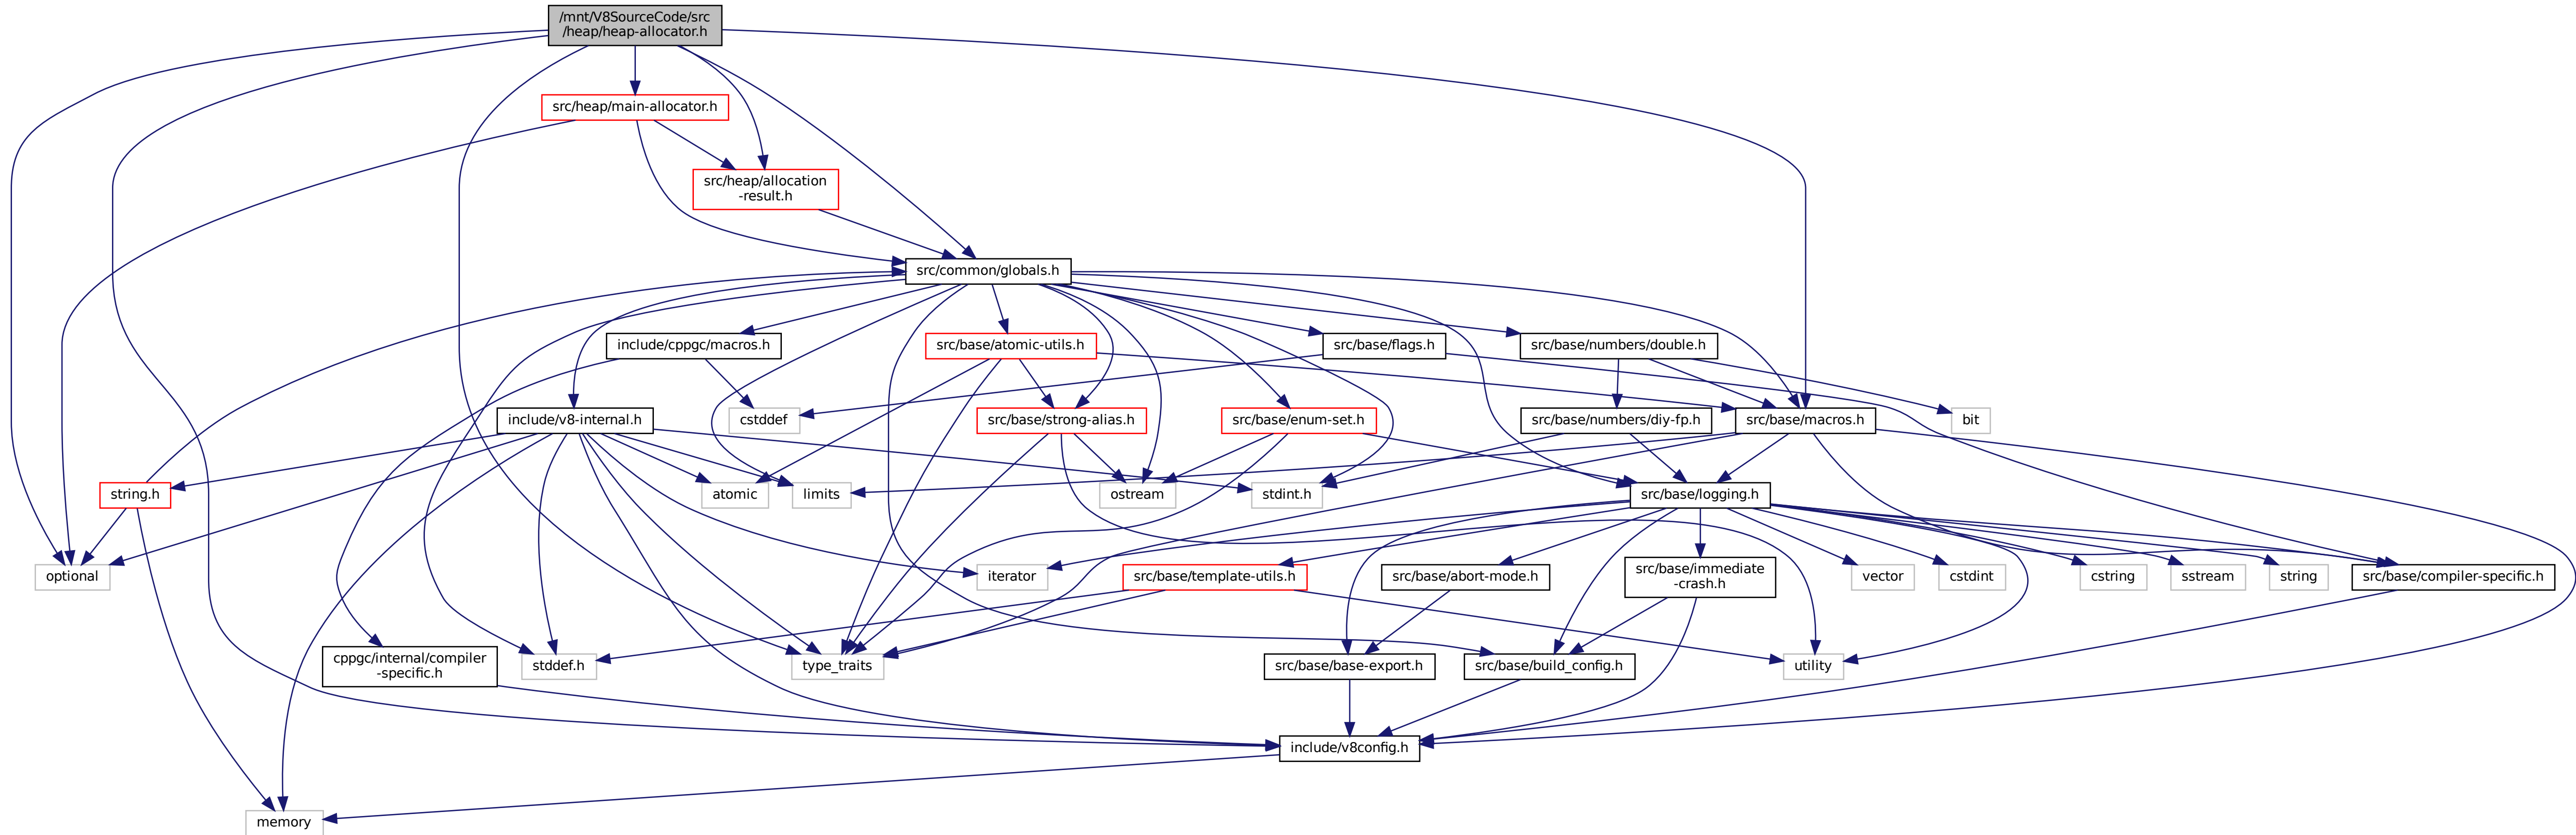 /mnt/V8SourceCode/src
/heap/heap-allocator.h
src/heap/main-allocator.h
src/heap/allocation
-result.h
src/common/globals.h
include/cppgc/macros.h
src/base/atomic-utils.h
src/base/flags.h
src/base/numbers/double.h
include/v8-internal.h
cstddef
src/base/strong-alias.h
src/base/enum-set.h
src/base/numbers/diy-fp.h
src/base/macros.h
bit
string.h
atomic
limits
ostream
stdint.h
src/base/logging.h
optional
iterator
src/base/template-utils.h
src/base/abort-mode.h
src/base/immediate
-crash.h
vector
cstdint
cstring
sstream
string
src/base/compiler-specific.h
cppgc/internal/compiler
-specific.h
stddef.h
type_traits
src/base/base-export.h
src/base/build_config.h
utility
include/v8config.h
memory